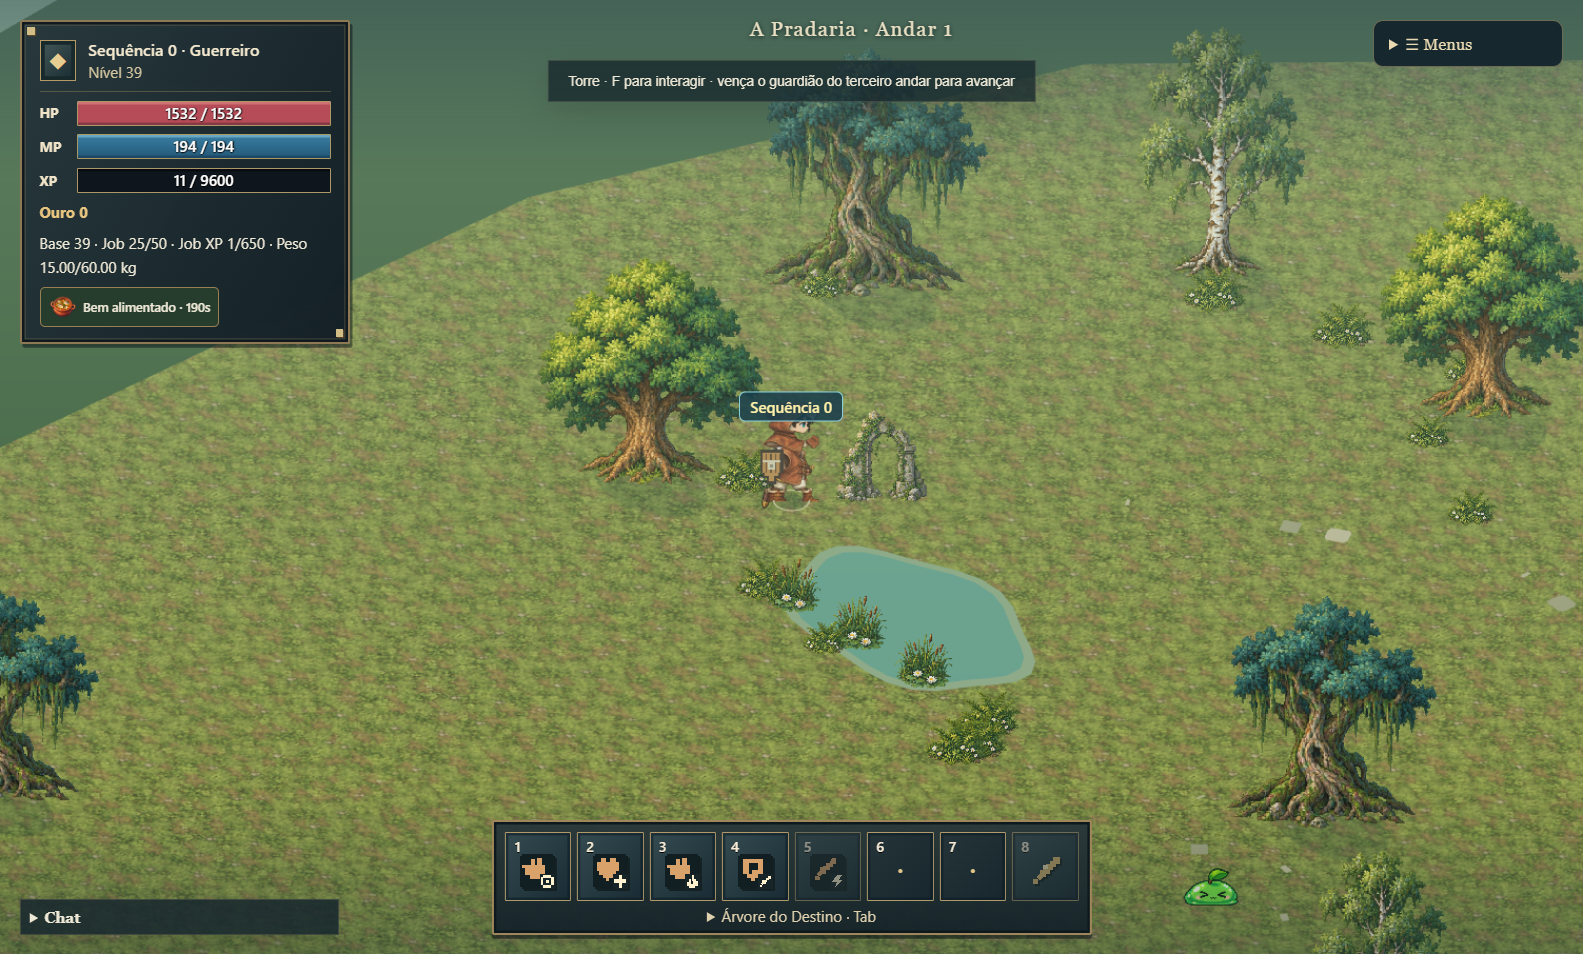 Sequência 0 · Guerreiro
Nível 39
HP 1532 / 1532
MP 194 / 194
XP 11 / 9600
Ouro 0
Base 39 · Job 25/50 · Job XP 1/650 · Peso
15.00/60.00 kg
Bem alimentado · 190s
A Pradaria · Andar 1
Torre · F para interagir · vença o guardião do terceiro andar para avançar
☰ Menus
Sequência 0
1 2 3 4 5 6 7 8
Árvore do Destino · Tab
Chat